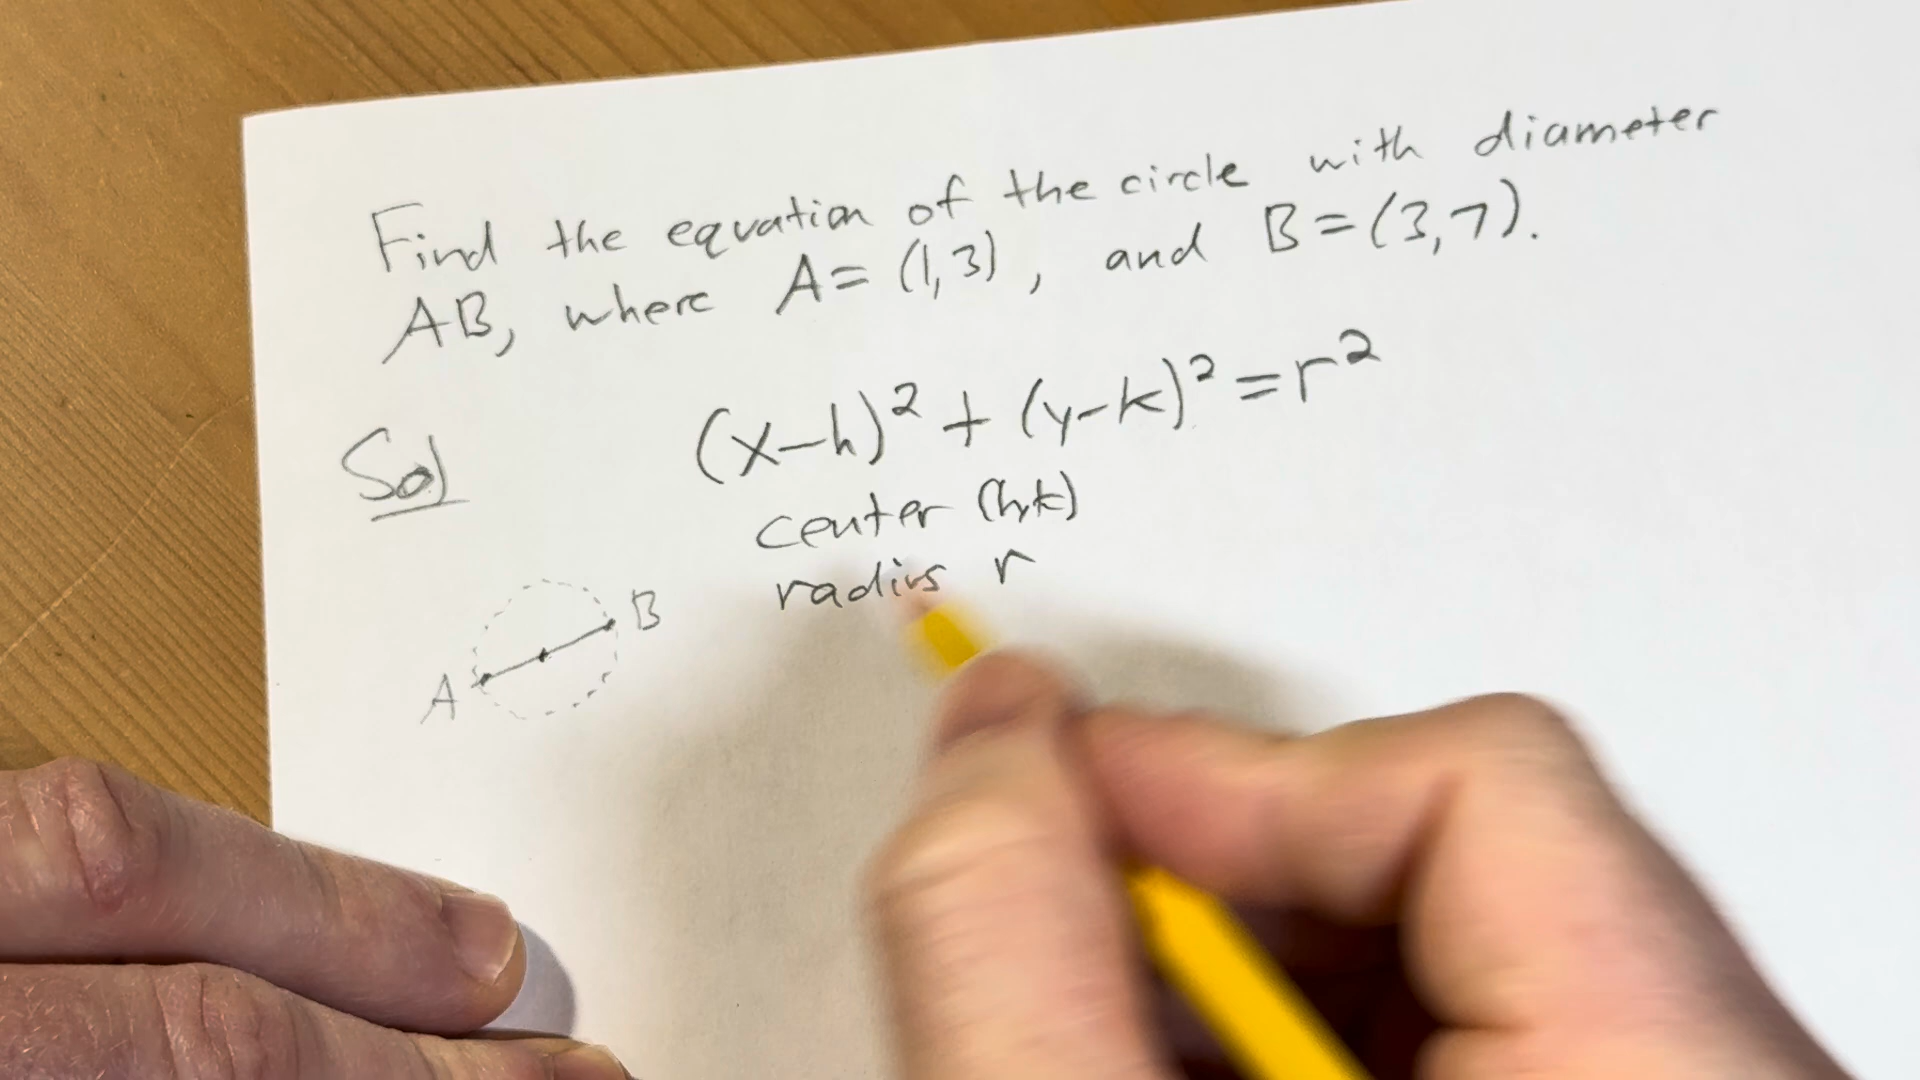 Find the equation of the circle with diameter
AB, where A = (1,3), and B = (3,7).
Sol
(x-h)² + (y-k)² = r²
center (h,k)
radius r
B
A